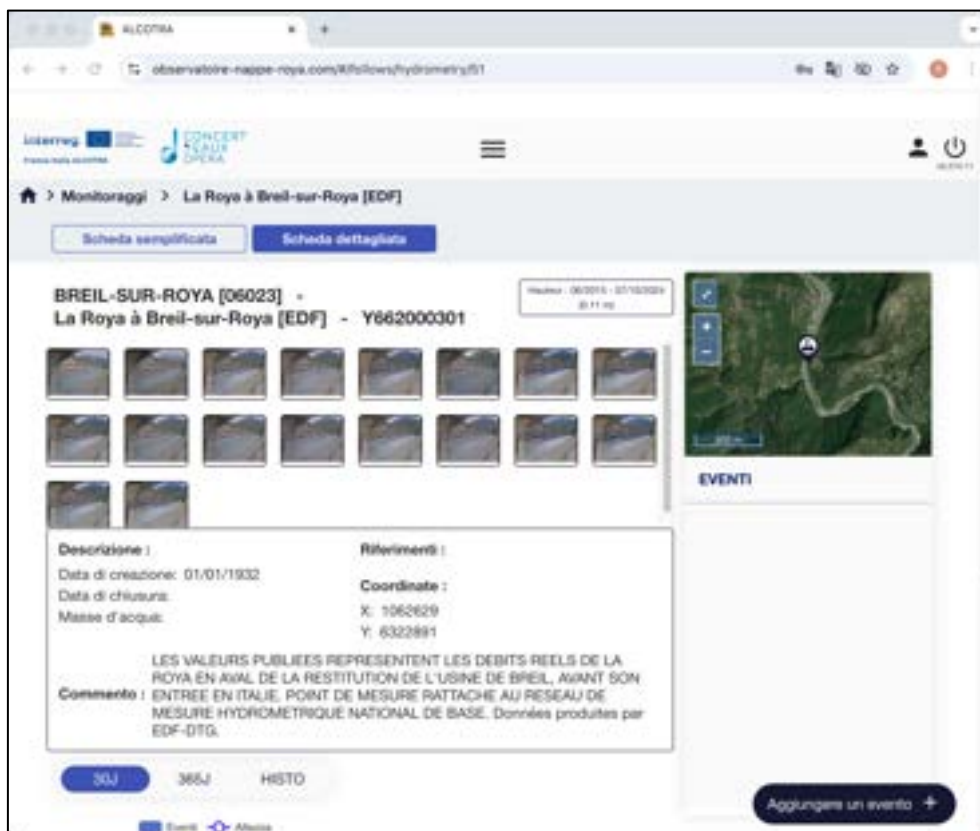 ALCOTRA
observatoire-nappe-roya.com/#/follows/hydrometry/51
interreg
CONCERT
EAUX
OPERA
> Monitoraggi > La Roya à Breil-sur-Roya [EDF]
Scheda semplificata Scheda dettagliata
BREIL-SUR-ROYA [06023] -
La Roya à Breil-sur-Roya [EDF] - Y662000301
EVENTI
Descrizione :
Data di creazione: 01/01/1932
Data di chiusura:
Masse d'acqua:
Riferimenti :
Coordinate :
X: 1062629
Y: 6322891
Commento :
LES VALEURS PUBLIEES REPRESENTENT LES DEBITS REELS DE LA
ROYA EN AVAL DE LA RESTITUTION DE L'USINE DE BREIL, AVANT SON
ENTREE EN ITALIE. POINT DE MESURE RATTACHE AU RESEAU DE
MESURE HYDROMETRIQUE NATIONAL DE BASE. Données produites par
EDF-DTG.
30J 365J HISTO
Aggiungere un evento +
Eventi